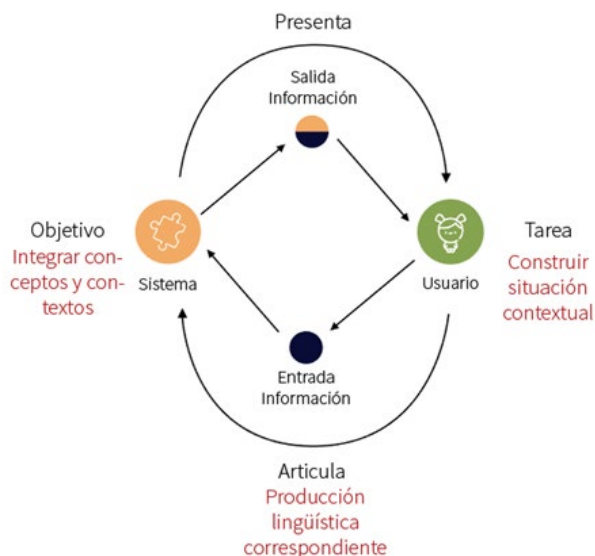 Presenta
Salida
Información
Objetivo
Integrar con-
ceptos y con-
textos
Sistema
Usuario
Tarea
Construir
situación
contextual
Entrada
Información
Articula
Producción
lingüística
correspondiente